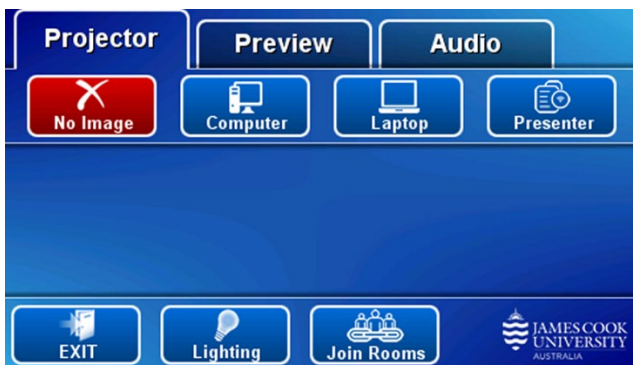 Projector
Preview
Audio
No Image
Computer
Laptop
Presenter
EXIT
Lighting
Join Rooms
JAMES COOK
UNIVERSITY
AUSTRALIA